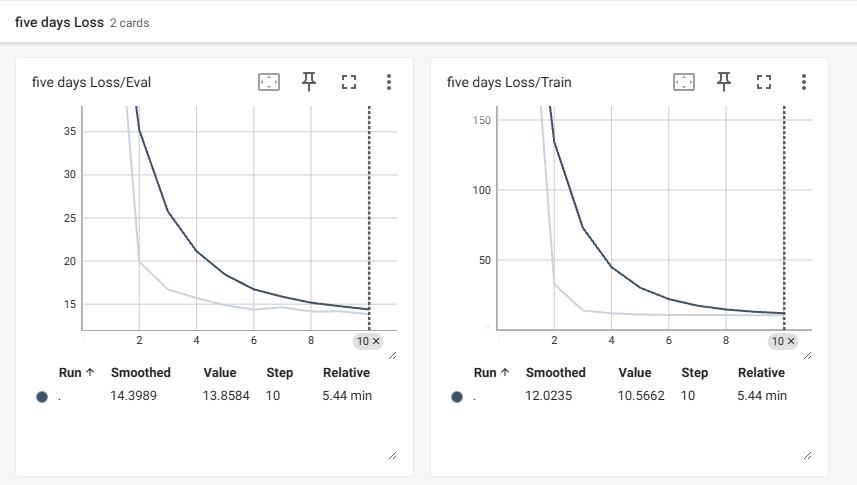 five days Loss 2 cards
five days Loss/Eval
35
30
25
20
15
2 4 6 8 10
Run Smoothed Value Step Relative
. 14.3989 13.8584 10 5.44 min
five days Loss/Train
150
100
50
2 4 6 8 10
Run Smoothed Value Step Relative
. 12.0235 10.5662 10 5.44 min